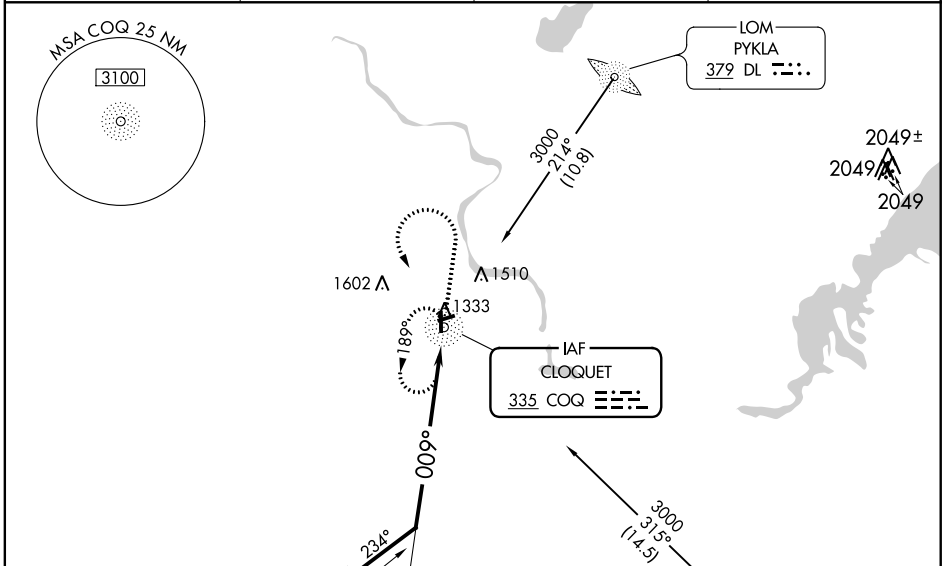 MSA COQ 25 NM
3100
LOM
PYKLA
379 DL
3000
214°
(10.8)
2049±
2049
2049
1602
1510
1333
189°
IAF
CLOQUET
335 COQ
009°
234°
3000
315°
(14.5)